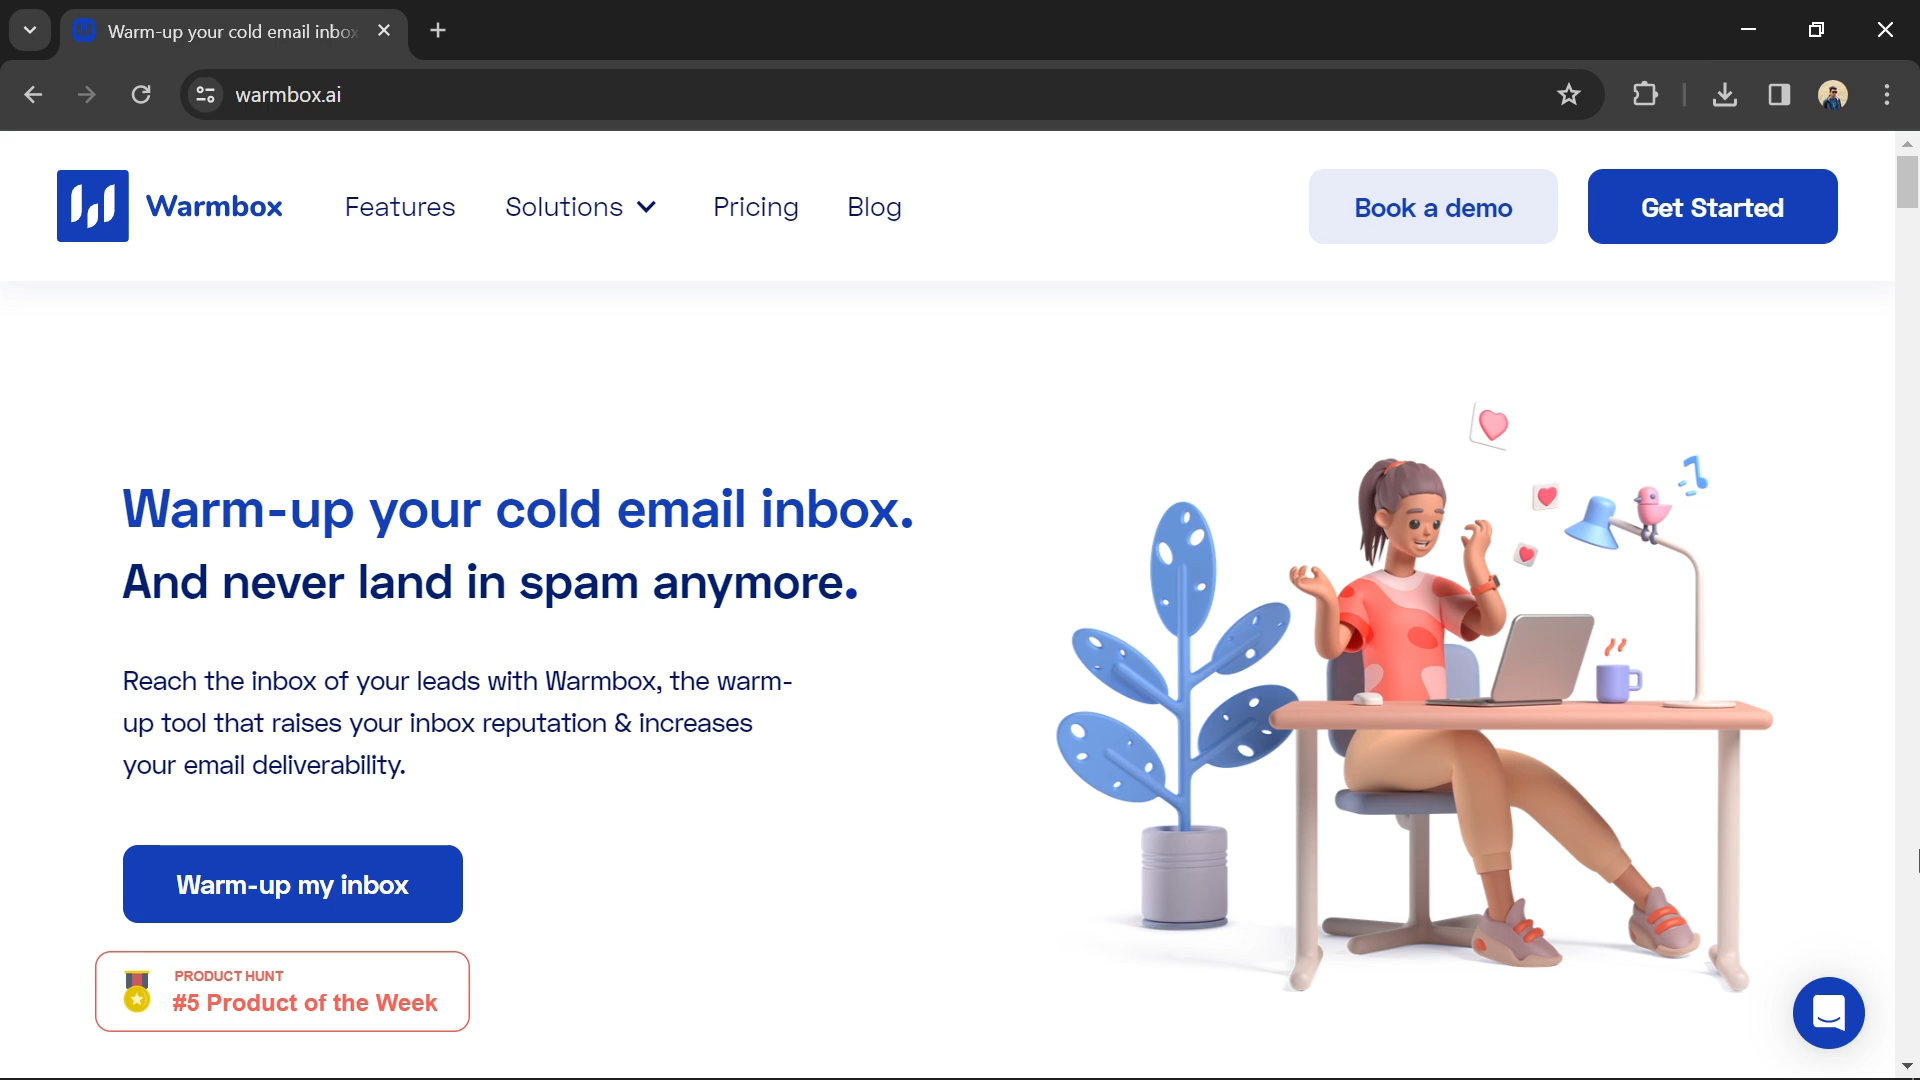 Warm-up your cold email inbo
warmbox.ai
Warmbox
Features
Solutions
Pricing
Blog
Book a demo
Get Started
Warm-up your cold email inbox.
And never land in spam anymore.
Reach the inbox of your leads with Warmbox, the warm-
up tool that raises your inbox reputation & increases
your email deliverability.
Warm-up my inbox
PRODUCT HUNT
#5 Product of the Week